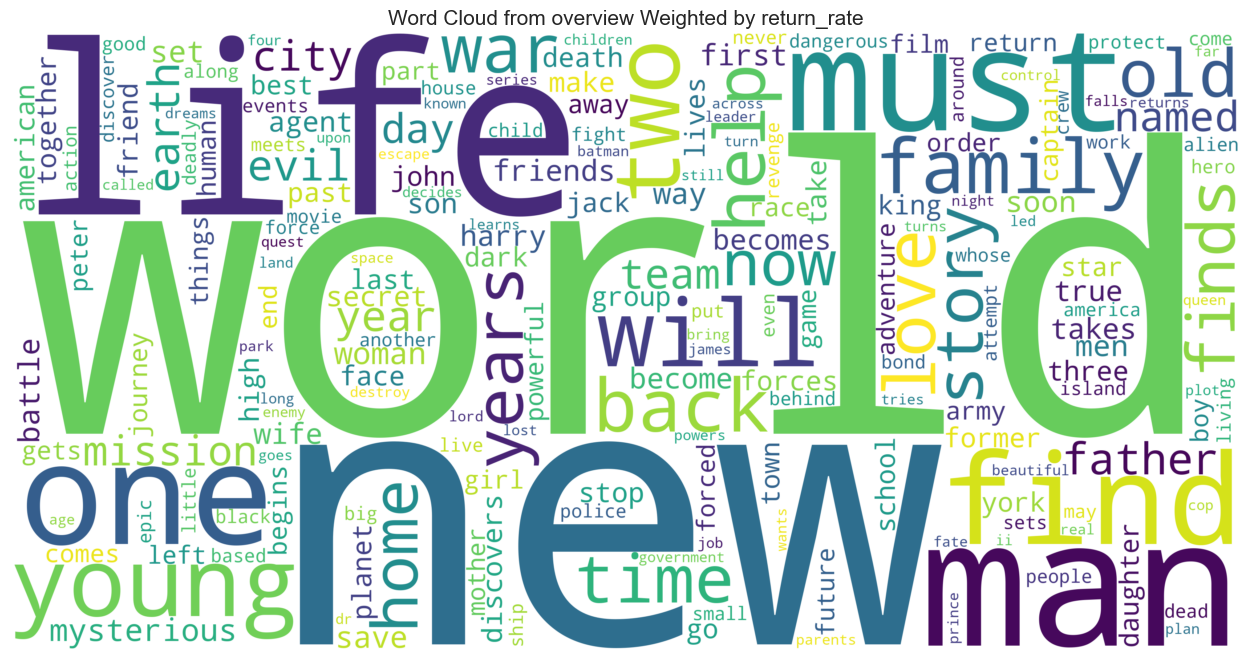 Word Cloud from overview Weighted by return_rate
life
world
new
must
man
one
young
find
family
back
will
now
time
home
story
love
finds
father
years
two
help
old
war
city
day
evil
earth
agent
set
best
events
along
good
four
children
death
make
part
house
series
known
away
first
never
dangerous
film
return
protect
come
far
together
american
action
discovered
friend
dreams
deadly
called
human
meets
upon
escape
past
child
fight
batman
friends
john
son
decides
jack
way
lives
across
leader
turn
still
revenge
race
take
around
control
captain
crew
falls
returns
named
order
work
alien
hero
king
soon
night
led
turns
whose
adventure
becomes
team
group
put
bring
james
even
game
become
forces
behind
powerful
bond
tries
attempt
star
true
america
takes
men
three
island
queen
plot
living
boy
army
former
beautiful
york
sets
may
real
ii
cop
fate
people
prince
daughter
dead
plan
movie
force
quest
land
things
peter
end
park
high
long
enemy
journey
battle
harry
learns
dark
space
last
secret
year
another
woman
face
destroy
lord
lost
live
powers
gets
mission
wife
goes
girl
age
epic
little
black
begins
comes
left
based
mysterious
big
planet
dr
save
mother
discovers
ship
stop
police
forced
job
government
small
go
town
wants
future
parents
school